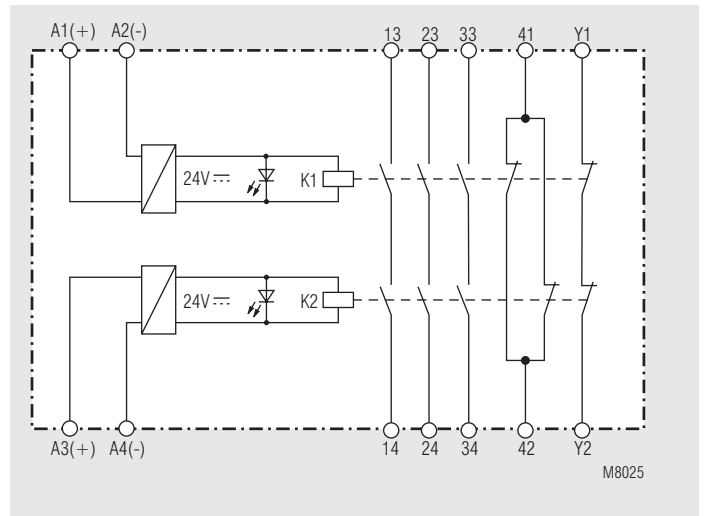 A1(+) A2(-) 13 23 33 41 Y1
24V K1
24V K2
A3(+) A4(-) 14 24 34 42 Y2
M8025